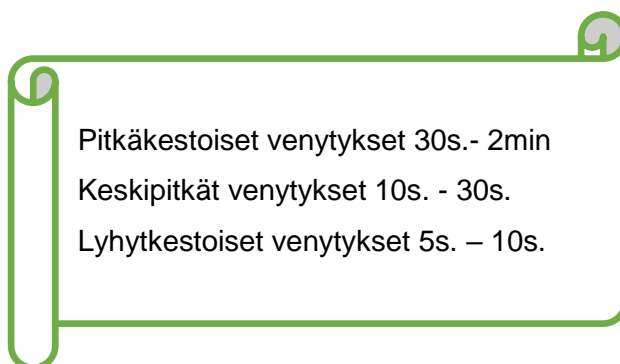 Pitkäkestoiset venytykset 30s.- 2min
Keskipitkät venytykset 10s. - 30s.
Lyhytkestoiset venytykset 5s. – 10s.